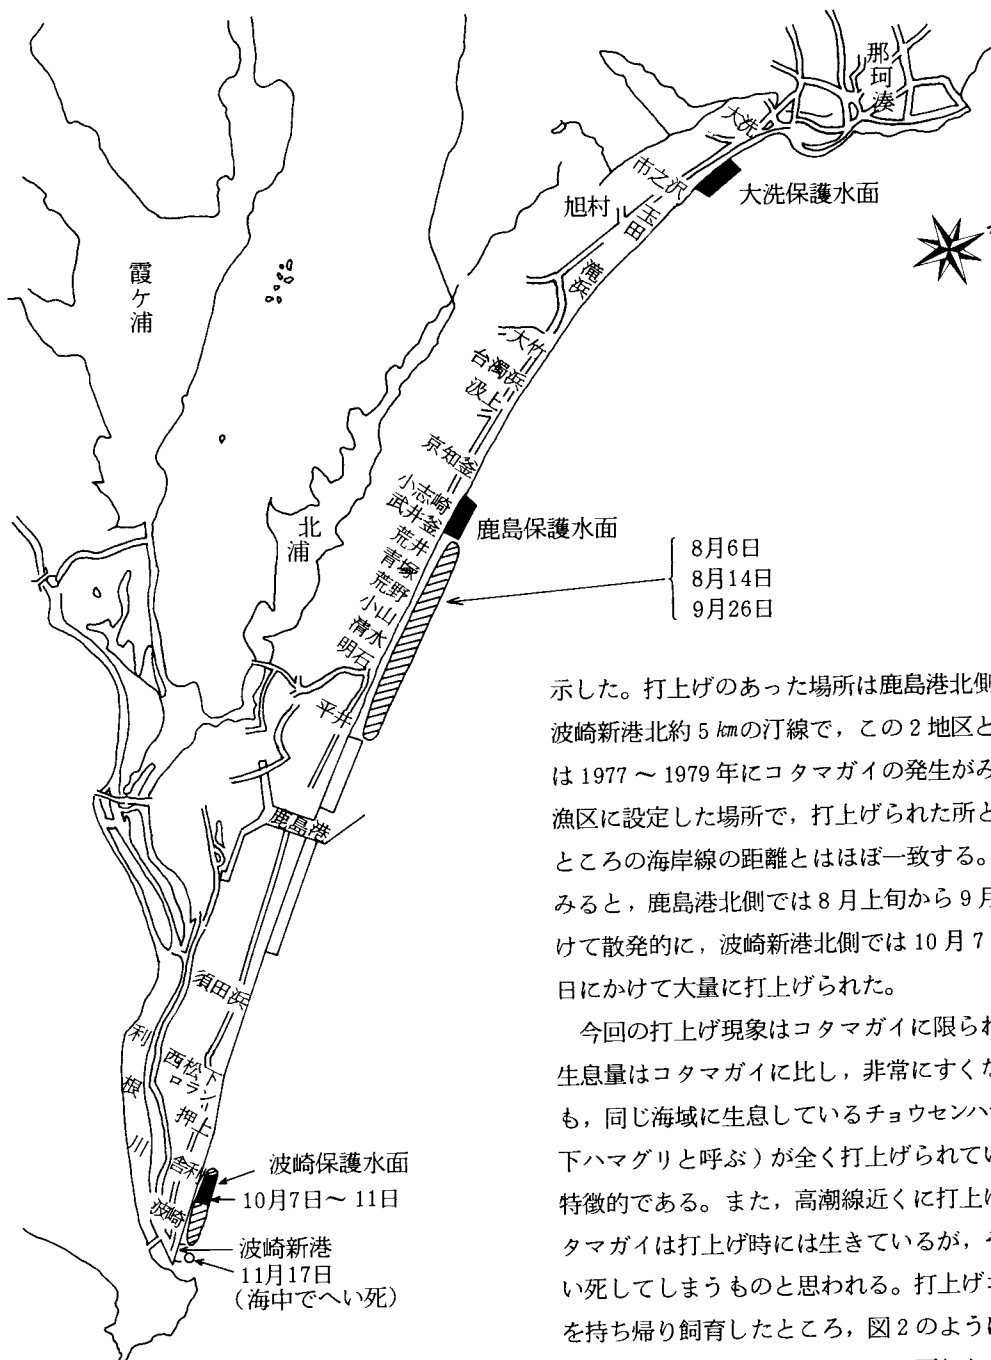 那珂湊
大洗
大洗保護水面
市之沢
旭村
玉田
滝浜
霞ケ浦
大竹
台濁浜
汲上
京知釜
小志崎
武井釜
鹿島保護水面
荒井
北浦
青塚
荒野
小山
清水
明石
8月6日
8月14日
9月26日
平井
鹿島港
須田浜
利根川
西松下
ロラン
押上
舎利
波崎保護水面
10月7日～11日
波崎
波崎新港
11月17日
（海中でへい死）
示した。打上げのあった場所は鹿島港北側
波崎新港北約5㎞の汀線で，この2地区と
は1977～1979年にコタマガイの発生がみ
漁区に設定した場所で，打上げられた所と
ところの海岸線の距離とはほぼ一致する。
みると，鹿島港北側では8月上旬から9月
けて散発的に，波崎新港北側では10月7
日にかけて大量に打上げられた。
今回の打上げ現象はコタマガイに限られ
生息量はコタマガイに比し，非常にすくな
も，同じ海域に生息しているチョウセンハ
下ハマグリと呼ぶ）が全く打上げられてい
特徴的である。また，高潮線近くに打上げ
タマガイは打上げ時には生きているが，そ
い死してしまうものと思われる。打上げコ
を持ち帰り飼育したところ，図2のように